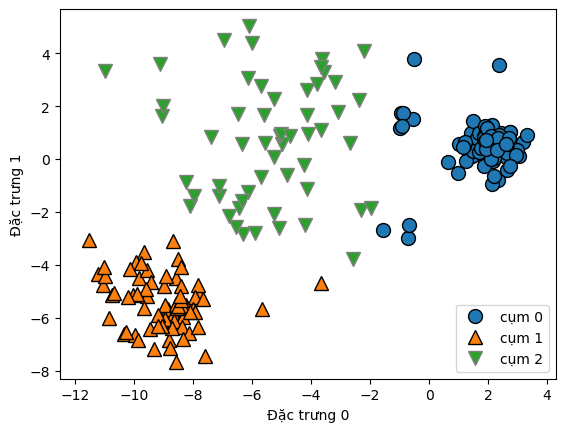 4
2
0
−2
−4
−6
−8
Đặc trưng 1
cụm 0
cụm 1
cụm 2
−12 −10 −8 −6 −4 −2 0 2 4
Đặc trưng 0